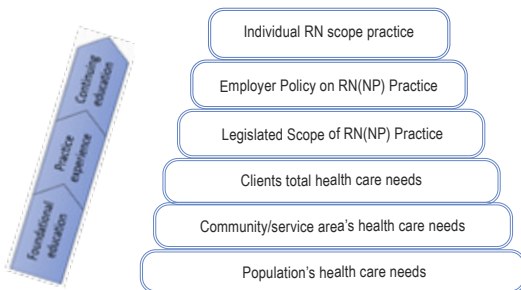 Individual RN scope practice
Employer Policy on RN(NP) Practice
Legislated Scope of RN(NP) Practice
Clients total health care needs
Community/service area's health care needs
Population's health care needs
Continuing
education
Practice
experience
Foundational
education